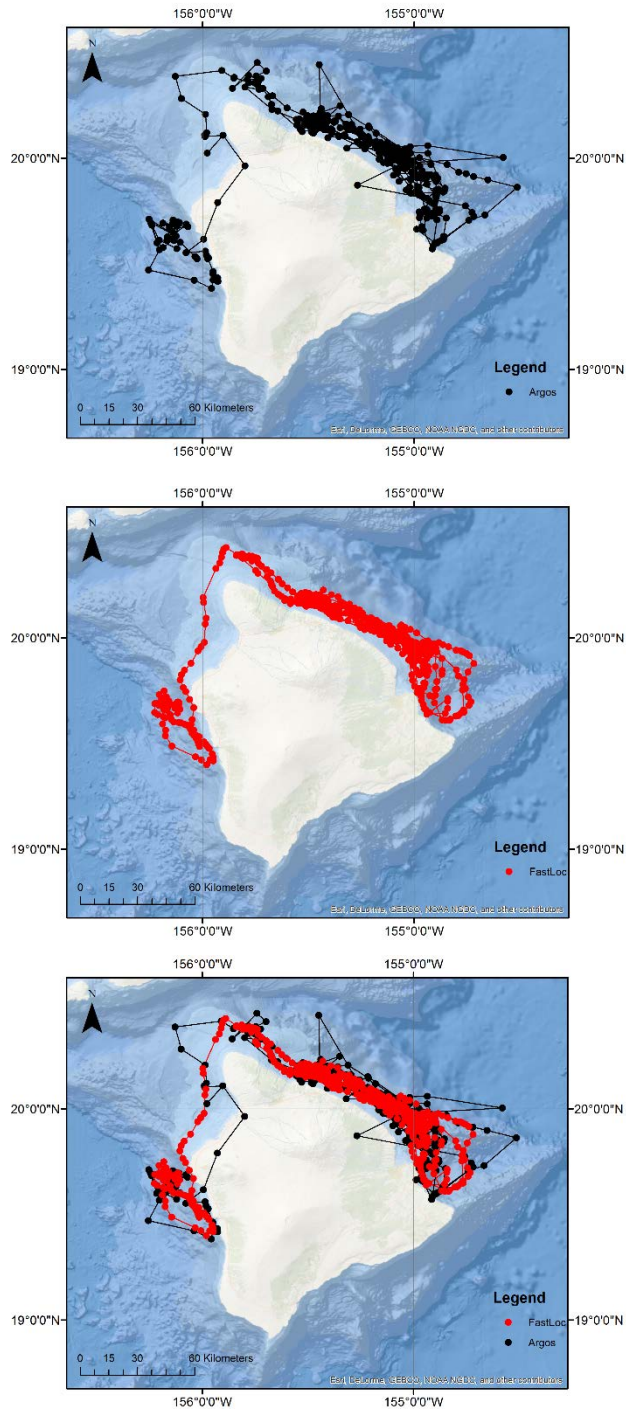 156°0'0"W 155°0'0"W
N
20°0'0"N 20°0'0"N
19°0'0"N 19°0'0"N
Legend
Argos
0 15 30 60 Kilometers
Esri, DeLorme, GEBCO, NOAA NGDC, and other contributors
156°0'0"W 155°0'0"W
156°0'0"W 155°0'0"W
N
20°0'0"N 20°0'0"N
19°0'0"N 19°0'0"N
Legend
FastLoc
0 15 30 60 Kilometers
Esri, DeLorme, GEBCO, NOAA NGDC, and other contributors
156°0'0"W 155°0'0"W
156°0'0"W 155°0'0"W
N
20°0'0"N 20°0'0"N
19°0'0"N 19°0'0"N
Legend
FastLoc
Argos
0 15 30 60 Kilometers
Esri, DeLorme, GEBCO, NOAA NGDC, and other contributors
156°0'0"W 155°0'0"W